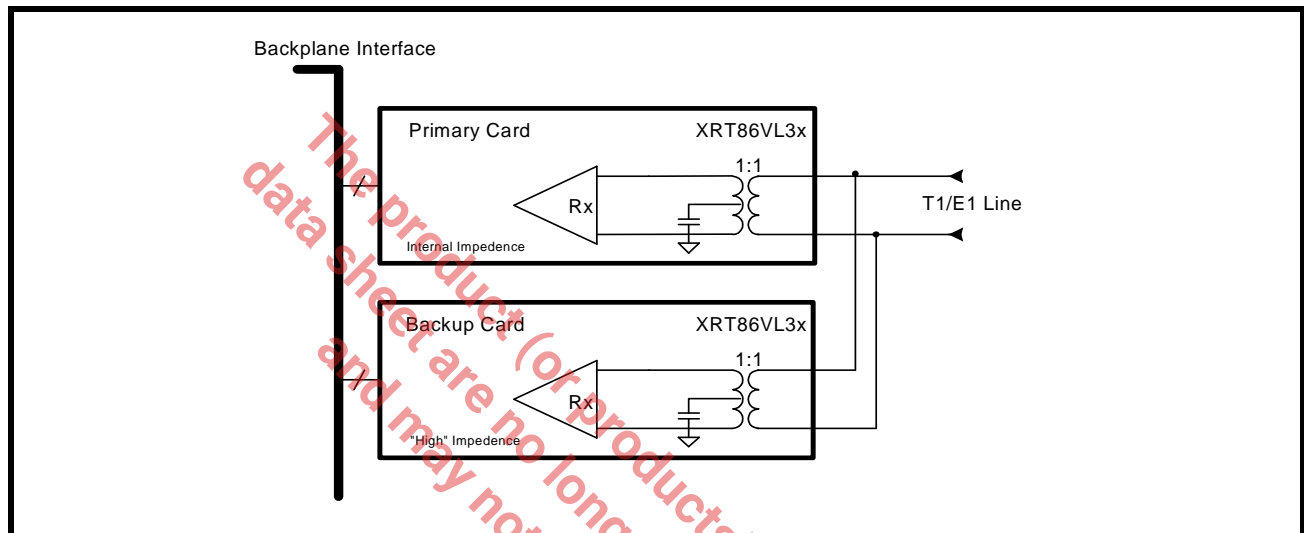 Backplane Interface
Primary Card
XRT86VL3x
1:1
Rx
T1/E1 Line
Internal Impedence
Backup Card
XRT86VL3x
1:1
Rx
"High" Impedence
The product (or products)
data sheet are no long
and may not